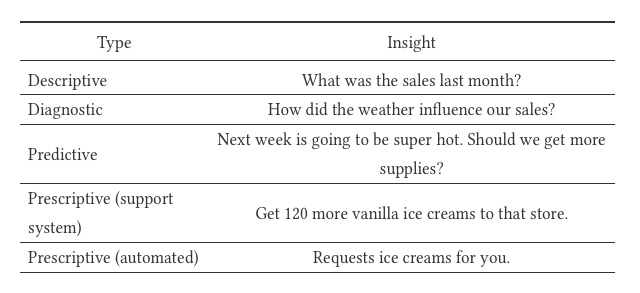 Type Insight
Descriptive What was the sales last month?
Diagnostic How did the weather influence our sales?
Predictive Next week is going to be super hot. Should we get more
supplies?
Prescriptive (support
system) Get 120 more vanilla ice creams to that store.
Prescriptive (automated) Requests ice creams for you.